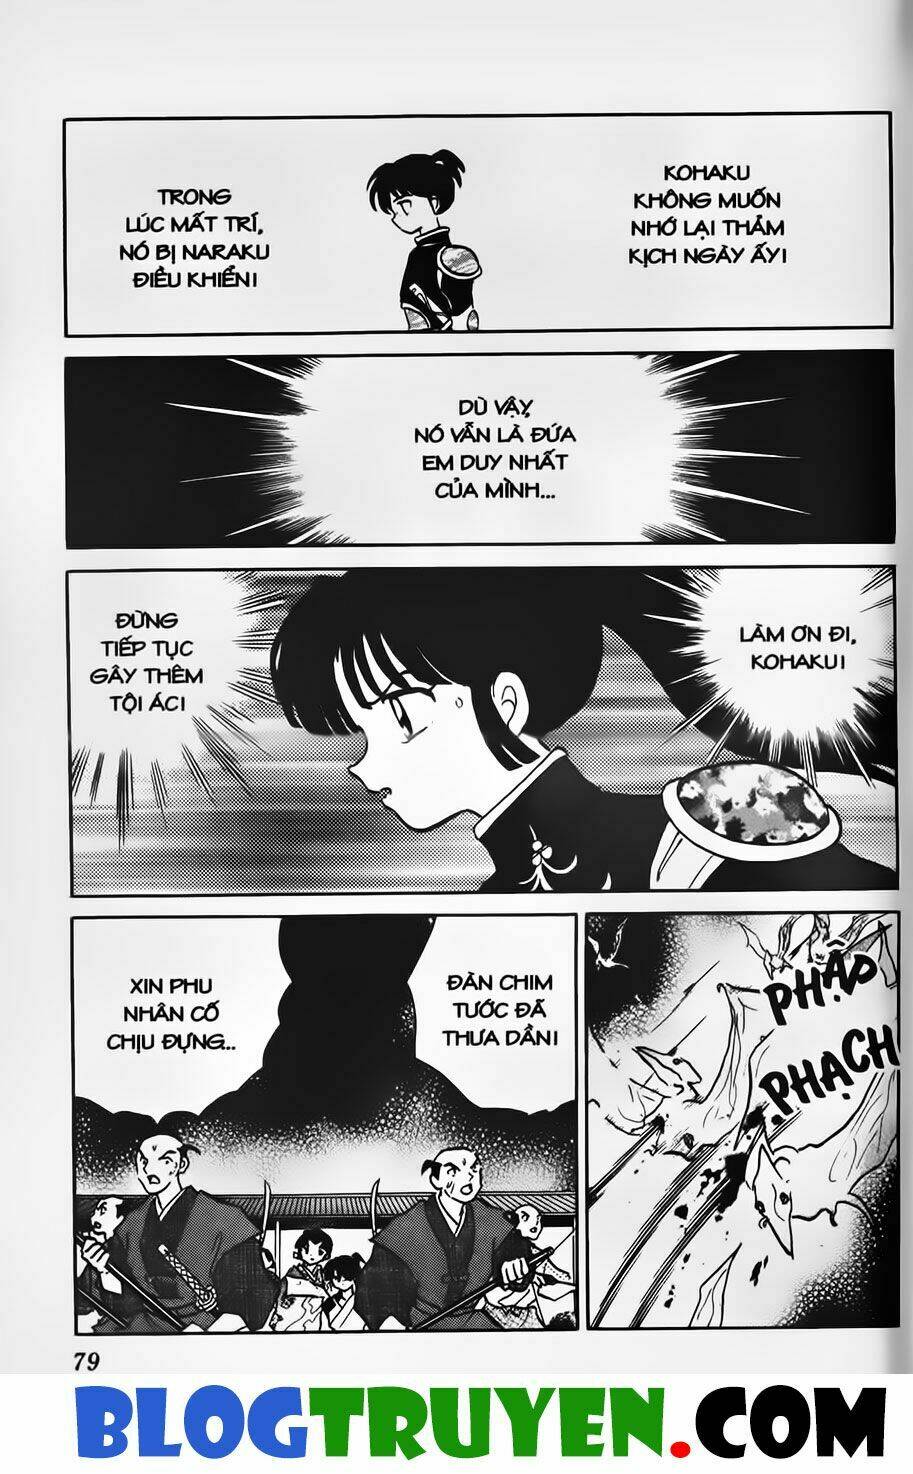 KOHAKU
KHÔNG MUỐN
NHỚ LẠI THẢM
KỊCH NGÀY ẤY!
TRONG
LÚC MẤT TRÍ,
NÓ BỊ NARAKU
ĐIỀU KHIỂN!
DÙ VẬY,
NÓ VẪN LÀ ĐỨA
EM DUY NHẤT
CỦA MÌNH...
LÀM ƠN ĐI,
KOHAKU!
ĐỪNG
TIẾP TỤC
GÂY THÊM
TỘI ÁC!
PHẬP
PHẠCH
ĐÀN CHIM
TƯỚC ĐÃ
THƯA DẦN!
XIN PHU
NHÂN CỐ
CHỊU ĐỰNG...
79
BLOGTRUYEN.COM